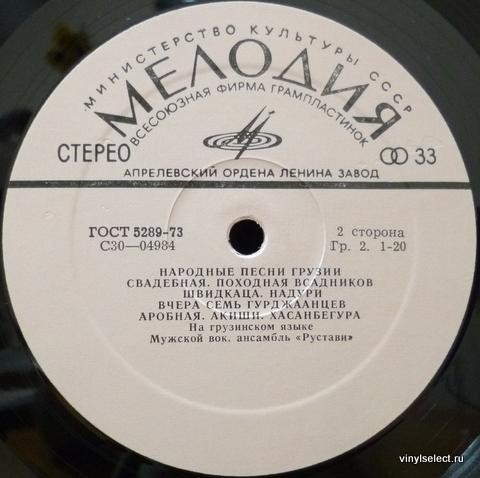 МИНИСТЕРСТВО КУЛЬТУРЫ СССР
МЕЛОДИЯ
ВСЕСОЮЗНАЯ ФИРМА ГРАМПЛАСТИНОК
СТЕРЕО
33
АПРЕЛЕВСКИЙ ОРДЕНА ЛЕНИНА ЗАВОД
ГОСТ 5289-73
2 сторона
С30—04984
Гр. 2. 1-20
НАРОДНЫЕ ПЕСНИ ГРУЗИИ
СВАДЕБНАЯ. ПОХОДНАЯ ВСАДНИКОВ
ШВИДКАЦА. НАДУРИ
ВЧЕРА СЕМЬ ГУРДЖААНЦЕВ
АРОБНАЯ. АКИШИ. ХАСАНБЕГУРА
На грузинском языке
Мужской вок. ансамбль «Рустави»
vinylselect.ru